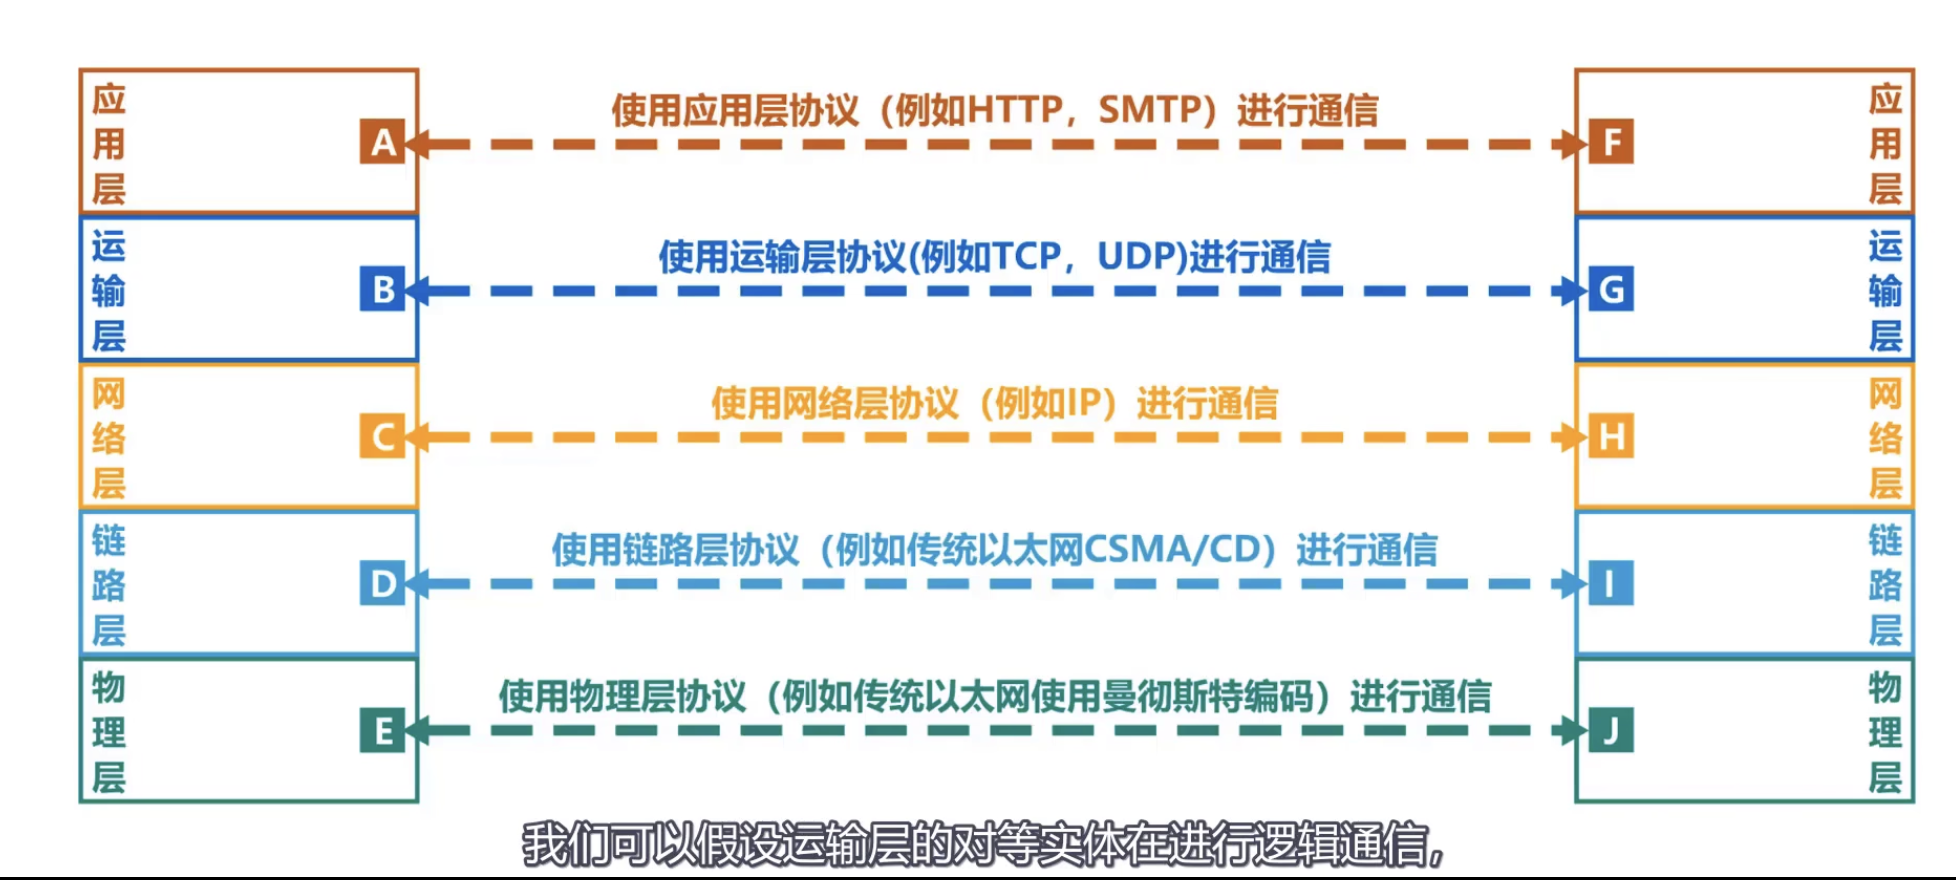 应用层
A
使用应用层协议（例如HTTP，SMTP）进行通信
F
应用层
运输层
B
使用运输层协议(例如TCP，UDP)进行通信
G
运输层
网络层
C
使用网络层协议（例如IP）进行通信
H
网络层
链路层
D
使用链路层协议（例如传统以太网CSMA/CD）进行通信
I
链路层
物理层
E
使用物理层协议（例如传统以太网使用曼彻斯特编码）进行通信
J
物理层
我们可以假设运输层的对等实体在进行逻辑通信，